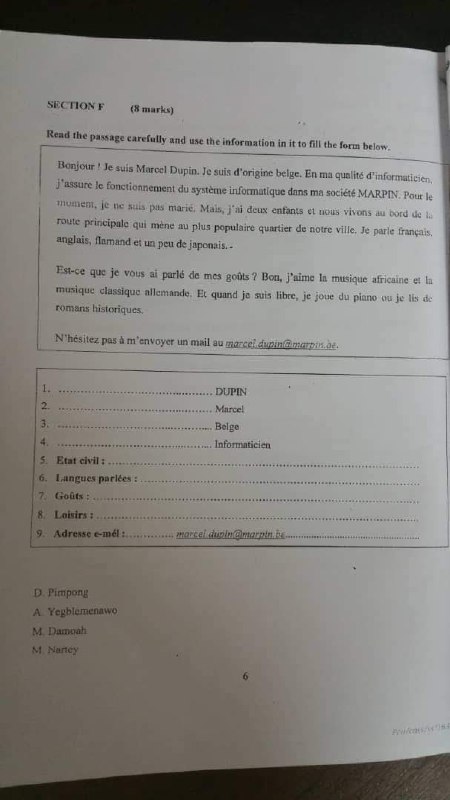 SECTION F (8 marks)
Read the passage carefully and use the information in it to fill the form below.
Bonjour ! Je suis Marcel Dupin. Je suis d'origine belge. En ma qualité d'informaticien,
j'assure le fonctionnement du système informatique dans ma société MARPIN. Pour le
moment, je ne suis pas marié. Mais, j'ai deux enfants et nous vivons au bord de la
route principale qui mène au plus populaire quartier de notre ville. Je parle français,
anglais, flamand et un peu de japonais. -
Est-ce que je vous ai parlé de mes goûts ? Bon, j'aime la musique africaine et la
musique classique allemande. Et quand je suis libre, je joue du piano ou je lis de
romans historiques.
N'hésitez pas à m'envoyer un mail au marcel.dupin@marpin.be.
1. ............................................. DUPIN
2. ............................................. Marcel
3. ............................................. Belge
4. ............................................. Informaticien
5. Etat civil : .............................................
6. Langues parlées : .............................................
7. Goûts : .............................................
8. Loisirs : .............................................
9. Adresse e-mél : .............. marcel.dupin@marpin.be.............................................
D. Pimpong
A. Yegblemenawo
M. Damoah
M. Nartey
6